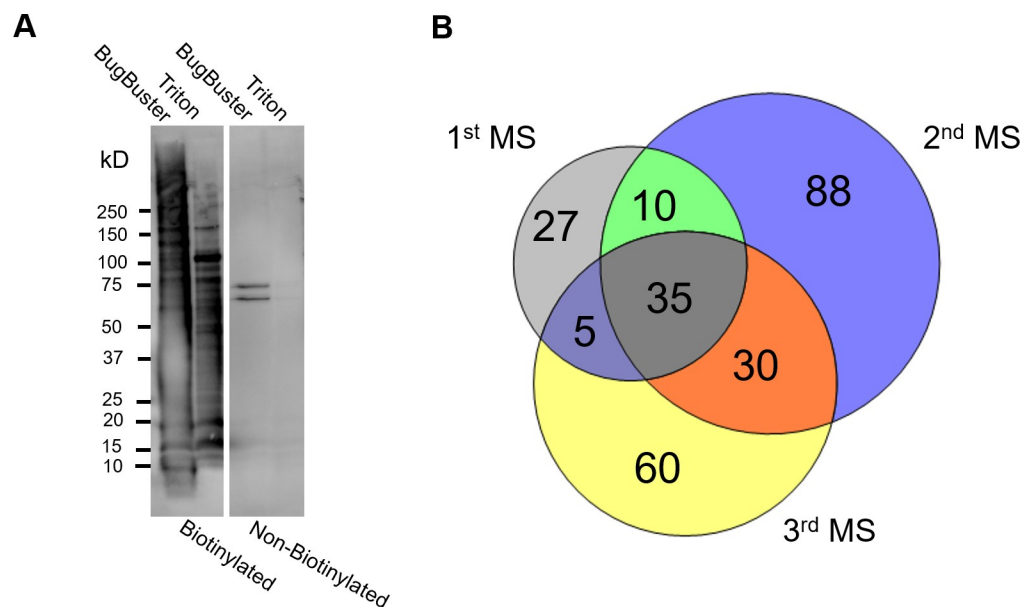 A
BugBuster
Triton
BugBuster
Triton
kD
250
150
100
75
50
37
25
20
15
10
Biotinylated
Non-Biotinylated
B
1st MS
2nd MS
27
10
88
35
5
30
60
3rd MS